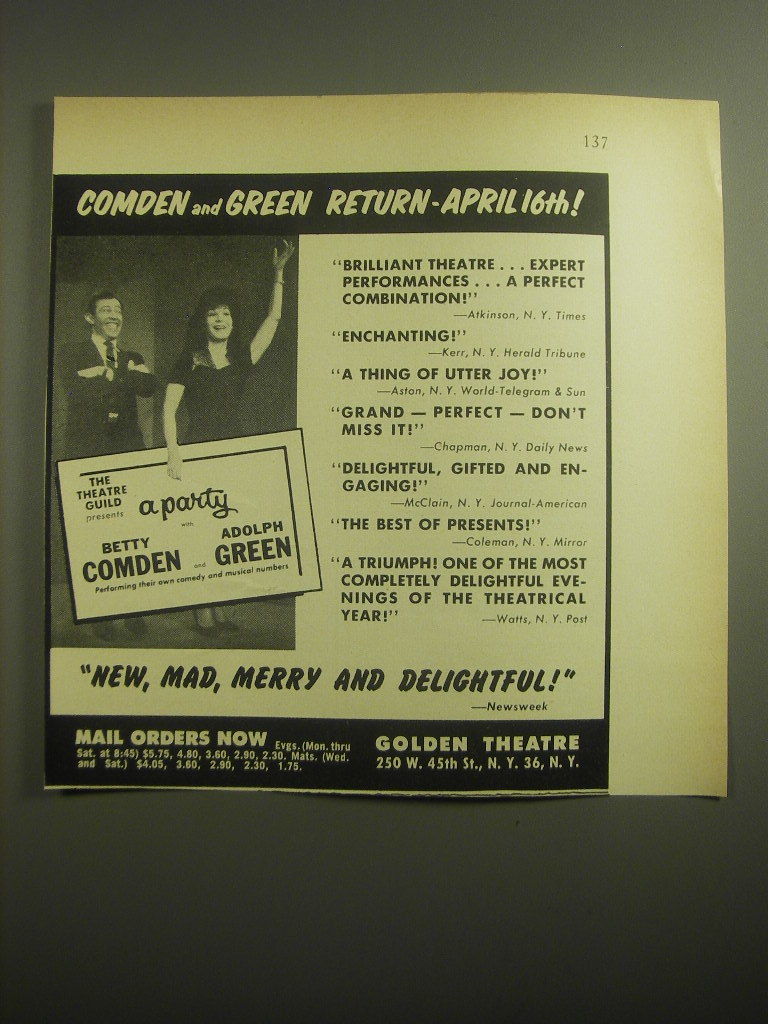 137
COMDEN and GREEN RETURN-APRIL 16th!
"BRILLIANT THEATRE . . . EXPERT
PERFORMANCES . . . A PERFECT
COMBINATION!"
—Atkinson, N. Y. Times
"ENCHANTING!"
—Kerr, N. Y. Herald Tribune
"A THING OF UTTER JOY!"
—Aston, N. Y. World-Telegram & Sun
"GRAND — PERFECT — DON'T
MISS IT!"
—Chapman, N. Y. Daily News
"DELIGHTFUL, GIFTED AND EN-
GAGING!"
—McClain, N. Y. Journal-American
"THE BEST OF PRESENTS!"
—Coleman, N. Y. Mirror
"A TRIUMPH! ONE OF THE MOST
COMPLETELY DELIGHTFUL EVE-
NINGS OF THE THEATRICAL
YEAR!"
—Watts, N. Y. Post
THE
THEATRE
GUILD
presents
a party
with
BETTY
COMDEN
and
ADOLPH
GREEN
Performing their own comedy and musical numbers
"NEW, MAD, MERRY AND DELIGHTFUL!"
—Newsweek
MAIL ORDERS NOW Evgs. (Mon. thru
Sat. at 8:45) $5.75, 4.80, 3.60, 2.90, 2.30. Mats. (Wed.
and Sat.) $4.05, 3.60, 2.90, 2.30, 1.75.
GOLDEN THEATRE
250 W. 45th St., N. Y. 36, N. Y.